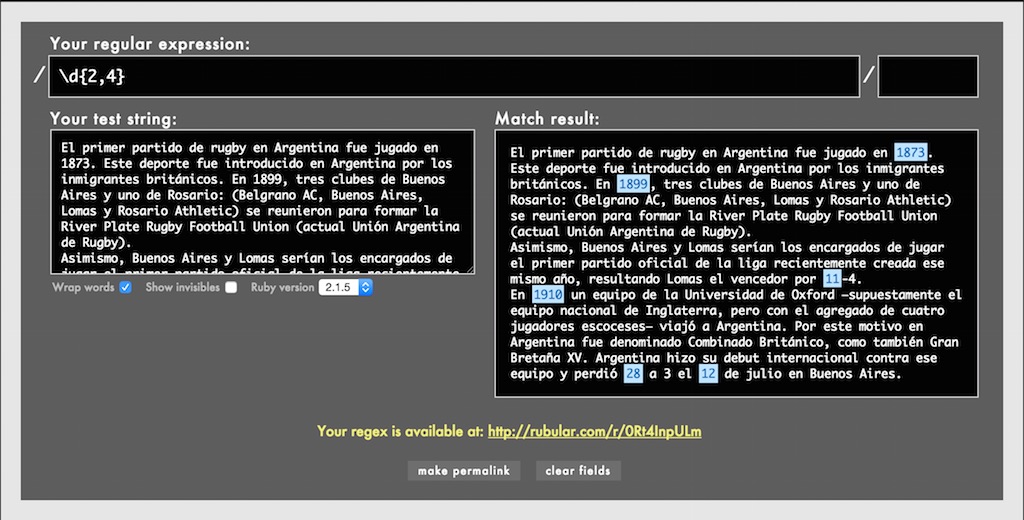 Your regular expression:
/ \d{2,4} /
Your test string:
El primer partido de rugby en Argentina fue jugado en
1873. Este deporte fue introducido en Argentina por los
inmigrantes británicos. En 1899, tres clubes de Buenos
Aires y uno de Rosario: (Belgrano AC, Buenos Aires,
Lomas y Rosario Athletic) se reunieron para formar la
River Plate Rugby Football Union (actual Unión Argentina
de Rugby).
Asimismo, Buenos Aires y Lomas serían los encargados de
jugar el primer partido oficial de la liga recientemente
Wrap words Show invisibles Ruby version 2.1.5
Match result:
El primer partido de rugby en Argentina fue jugado en 1873.
Este deporte fue introducido en Argentina por los inmigrantes
británicos. En 1899, tres clubes de Buenos Aires y uno de
Rosario: (Belgrano AC, Buenos Aires, Lomas y Rosario Athletic)
se reunieron para formar la River Plate Rugby Football Union
(actual Unión Argentina de Rugby).
Asimismo, Buenos Aires y Lomas serían los encargados de jugar
el primer partido oficial de la liga recientemente creada ese
mismo año, resultando Lomas el vencedor por 11-4.
En 1910 un equipo de la Universidad de Oxford —supuestamente el
equipo nacional de Inglaterra, pero con el agregado de cuatro
jugadores escoceses— viajó a Argentina. Por este motivo en
Argentina fue denominado Combinado Británico, como también Gran
Bretaña XV. Argentina hizo su debut internacional contra ese
equipo y perdió 28 a 3 el 12 de julio en Buenos Aires.
Your regex is available at: http://rubular.com/r/0Rt4InpULm
make permalink clear fields